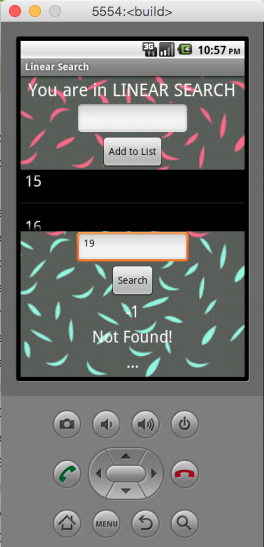 5554:<build>
3G
10:57 PM
Linear Search
You are in LINEAR SEARCH
Add to List
15
16
19
Search
-1
Not Found!
...
MENU